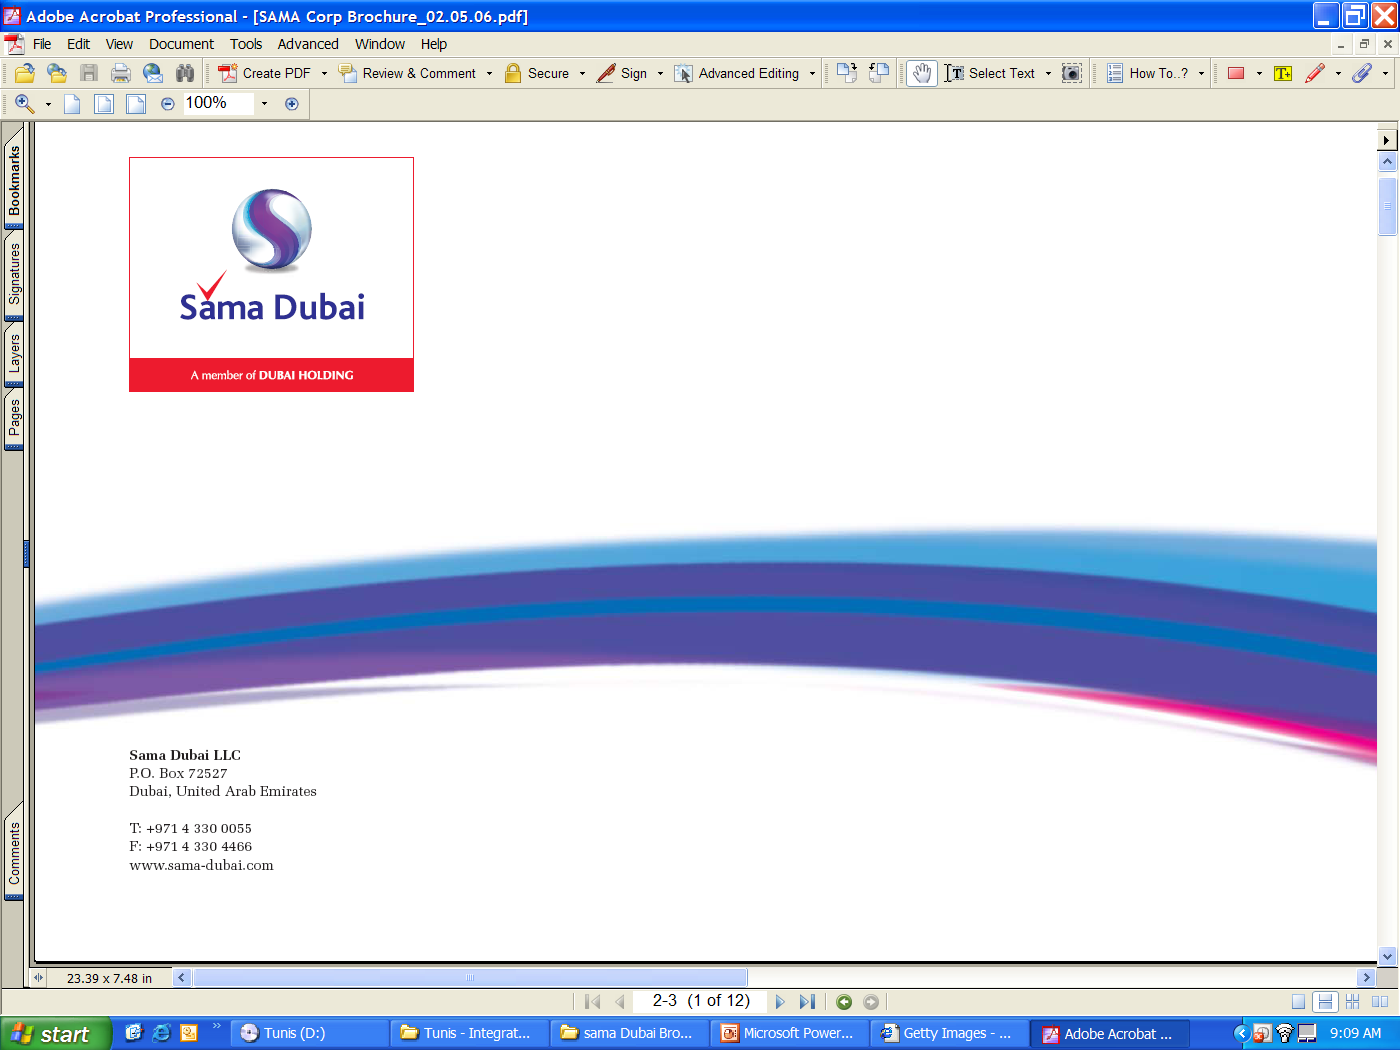 Adobe Acrobat Professional - [SAMA Corp Brochure_02.05.06.pdf]
File Edit View Document Tools Advanced Window Help
Create PDF Review & Comment Secure Sign Advanced Editing Select Text How To..?
100%
Bookmarks
Signatures
Layers
Pages
Comments
Sama Dubai
A member of DUBAI HOLDING
Sama Dubai LLC
P.O. Box 72527
Dubai, United Arab Emirates
T: +971 4 330 0055
F: +971 4 330 4466
www.sama-dubai.com
23.39 x 7.48 in
2-3 (1 of 12)
start Tunis (D:) Tunis - Integrat... sama Dubai Bro... Microsoft Power... Getty Images - ... Adobe Acrobat ... 9:09 AM